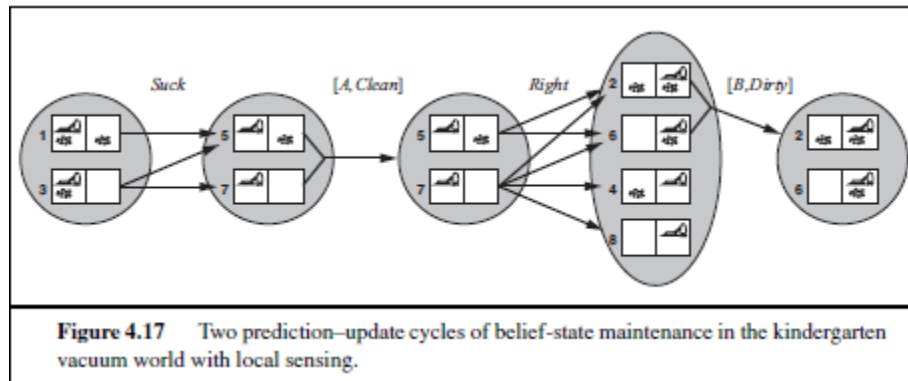 Suck [A,Clean] Right [B,Dirty]
1 5 5 2 2
6
3 7 7 4 6
8
Figure 4.17 Two prediction–update cycles of belief-state maintenance in the kindergarten
vacuum world with local sensing.